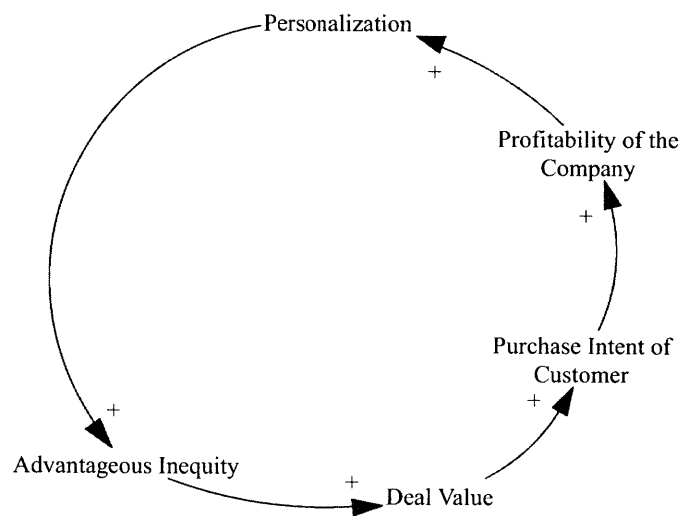 Personalization
+
Profitability of the
Company
+
Purchase Intent of
Customer
+
+
Advantageous Inequity
+
Deal Value